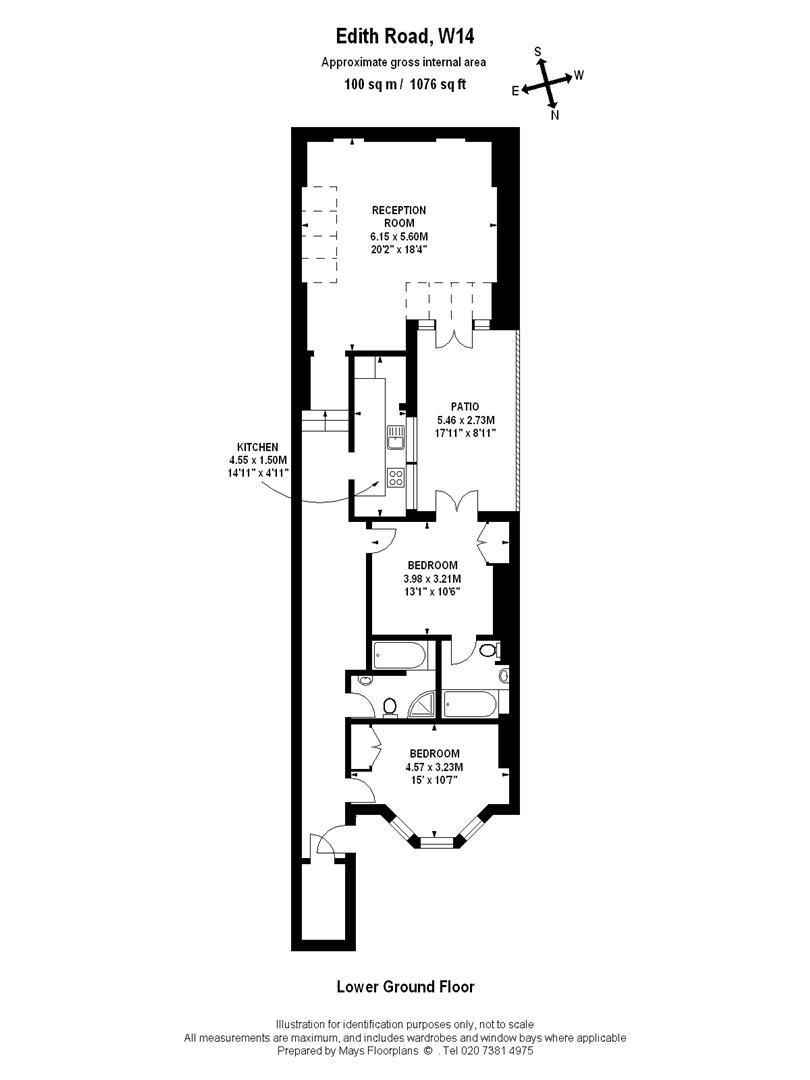 Edith Road, W14
Approximate gross internal area
100 sq m / 1076 sq ft
S
W
E
N
RECEPTION
ROOM
6.15 x 5.60M
20'2" x 18'4"
PATIO
5.46 x 2.73M
17'11" x 8'11"
KITCHEN
4.55 x 1.50M
14'11" x 4'11"
BEDROOM
3.98 x 3.21M
13'1" x 10'6"
BEDROOM
4.57 x 3.23M
15' x 10'7"
Lower Ground Floor
Illustration for identification purposes only, not to scale
All measurements are maximum, and includes wardrobes and window bays where applicable
Prepared by Mays Floorplans © . Tel 020 7381 4975